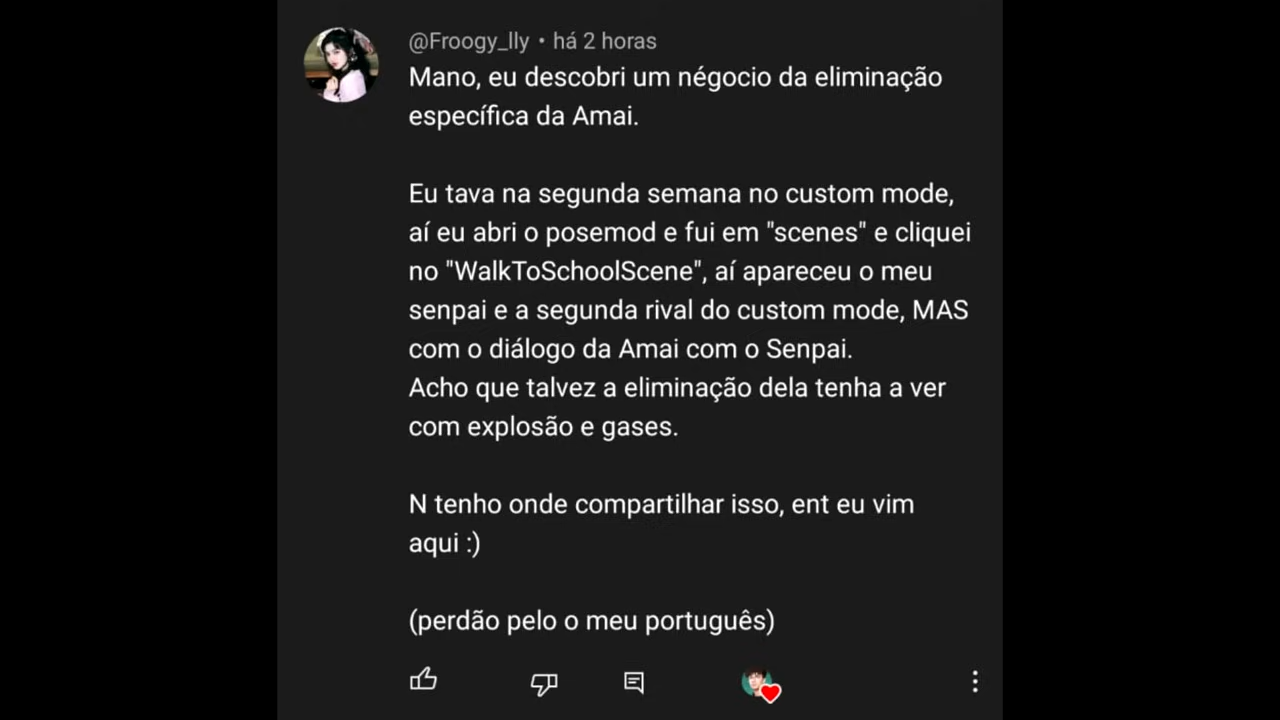 @Froogy_lly • há 2 horas
Mano, eu descobri um négocio da eliminação
específica da Amai.
Eu tava na segunda semana no custom mode,
aí eu abri o posemod e fui em "scenes" e cliquei
no "WalkToSchoolScene", aí apareceu o meu
senpai e a segunda rival do custom mode, MAS
com o diálogo da Amai com o Senpai.
Acho que talvez a eliminação dela tenha a ver
com explosão e gases.
N tenho onde compartilhar isso, ent eu vim
aqui :)
(perdão pelo o meu português)